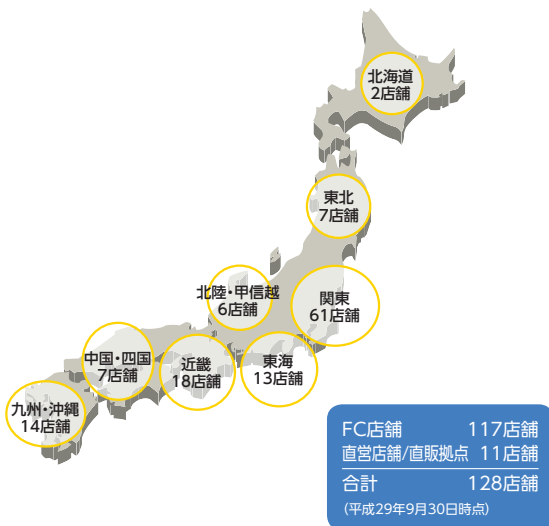 北海道
2店舗
東北
7店舗
北陸・甲信越
6店舗
関東
61店舗
中国・四国
7店舗
近畿
18店舗
東海
13店舗
九州・沖縄
14店舗
FC店舗 117店舗
直営店舗/直販拠点 11店舗
合計 128店舗
(平成29年9月30日時点)